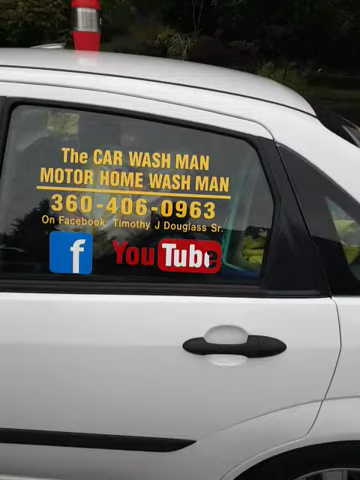 The CAR WASH MAN
MOTOR HOME WASH MAN
360-406-0963
On Facebook: Timothy J Douglass Sr.
f YouTube